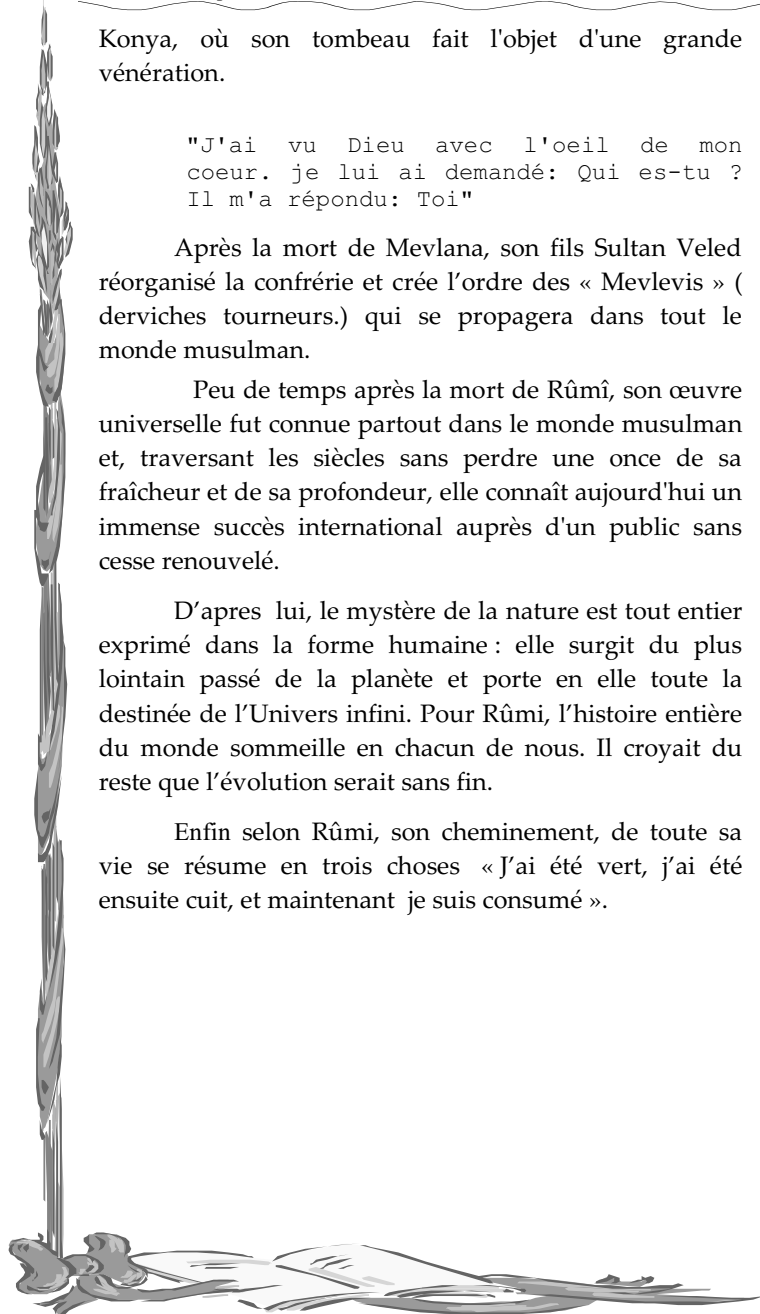 Konya, où son tombeau fait l'objet d'une grande
vénération.
"J'ai vu Dieu avec l'oeil de mon
coeur. je lui ai demandé: Qui es-tu ?
Il m'a répondu: Toi"
Après la mort de Mevlana, son fils Sultan Veled
réorganisé la confrérie et crée l’ordre des « Mevlevis » (
derviches tourneurs.) qui se propagera dans tout le
monde musulman.
Peu de temps après la mort de Rûmî, son œuvre
universelle fut connue partout dans le monde musulman
et, traversant les siècles sans perdre une once de sa
fraîcheur et de sa profondeur, elle connaît aujourd'hui un
immense succès international auprès d'un public sans
cesse renouvelé.
D’apres lui, le mystère de la nature est tout entier
exprimé dans la forme humaine : elle surgit du plus
lointain passé de la planète et porte en elle toute la
destinée de l’Univers infini. Pour Rûmi, l’histoire entière
du monde sommeille en chacun de nous. Il croyait du
reste que l’évolution serait sans fin.
Enfin selon Rûmi, son cheminement, de toute sa
vie se résume en trois choses « J’ai été vert, j’ai été
ensuite cuit, et maintenant je suis consumé ».